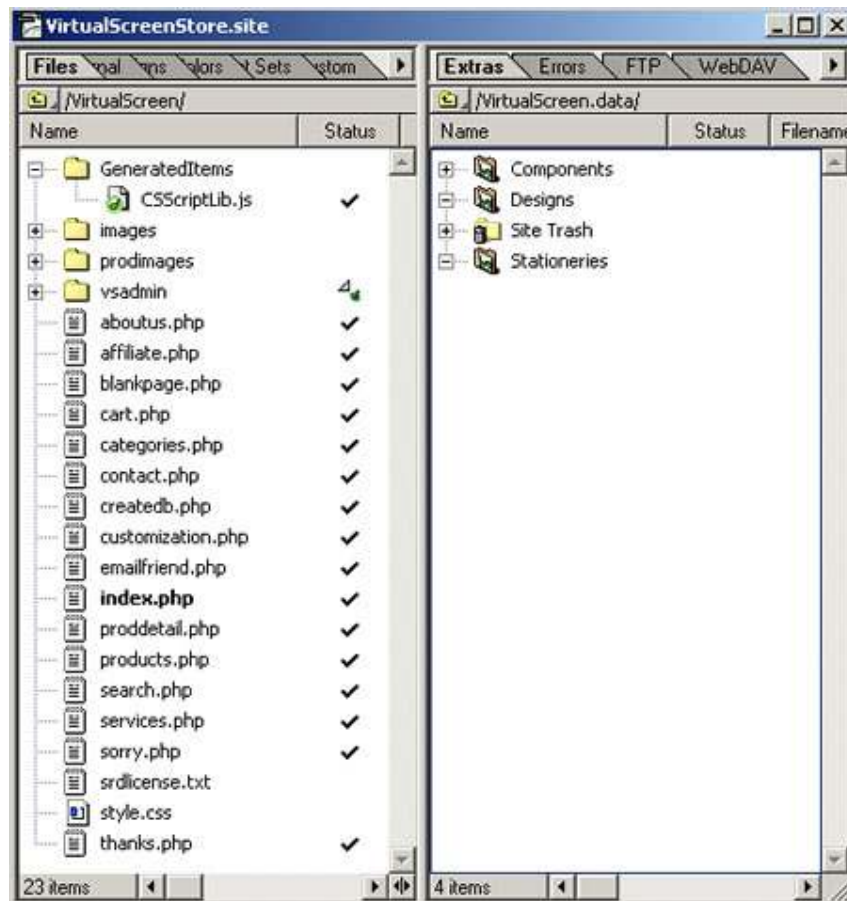 VirtualScreenStore.site
Files Sets
/VirtualScreen/
Name Status
GeneratedItems
CSScriptLib.js
images
prodimages
vsadmin
aboutus.php
affiliate.php
blankpage.php
cart.php
categories.php
contact.php
createdb.php
customization.php
emailfriend.php
index.php
proddetail.php
products.php
search.php
services.php
sorry.php
srdlicense.txt
style.css
thanks.php
23 items
Extras Errors FTP WebDAV
/VirtualScreen.data/
Name Status Filename
Components
Designs
Site Trash
Stationeries
4 items